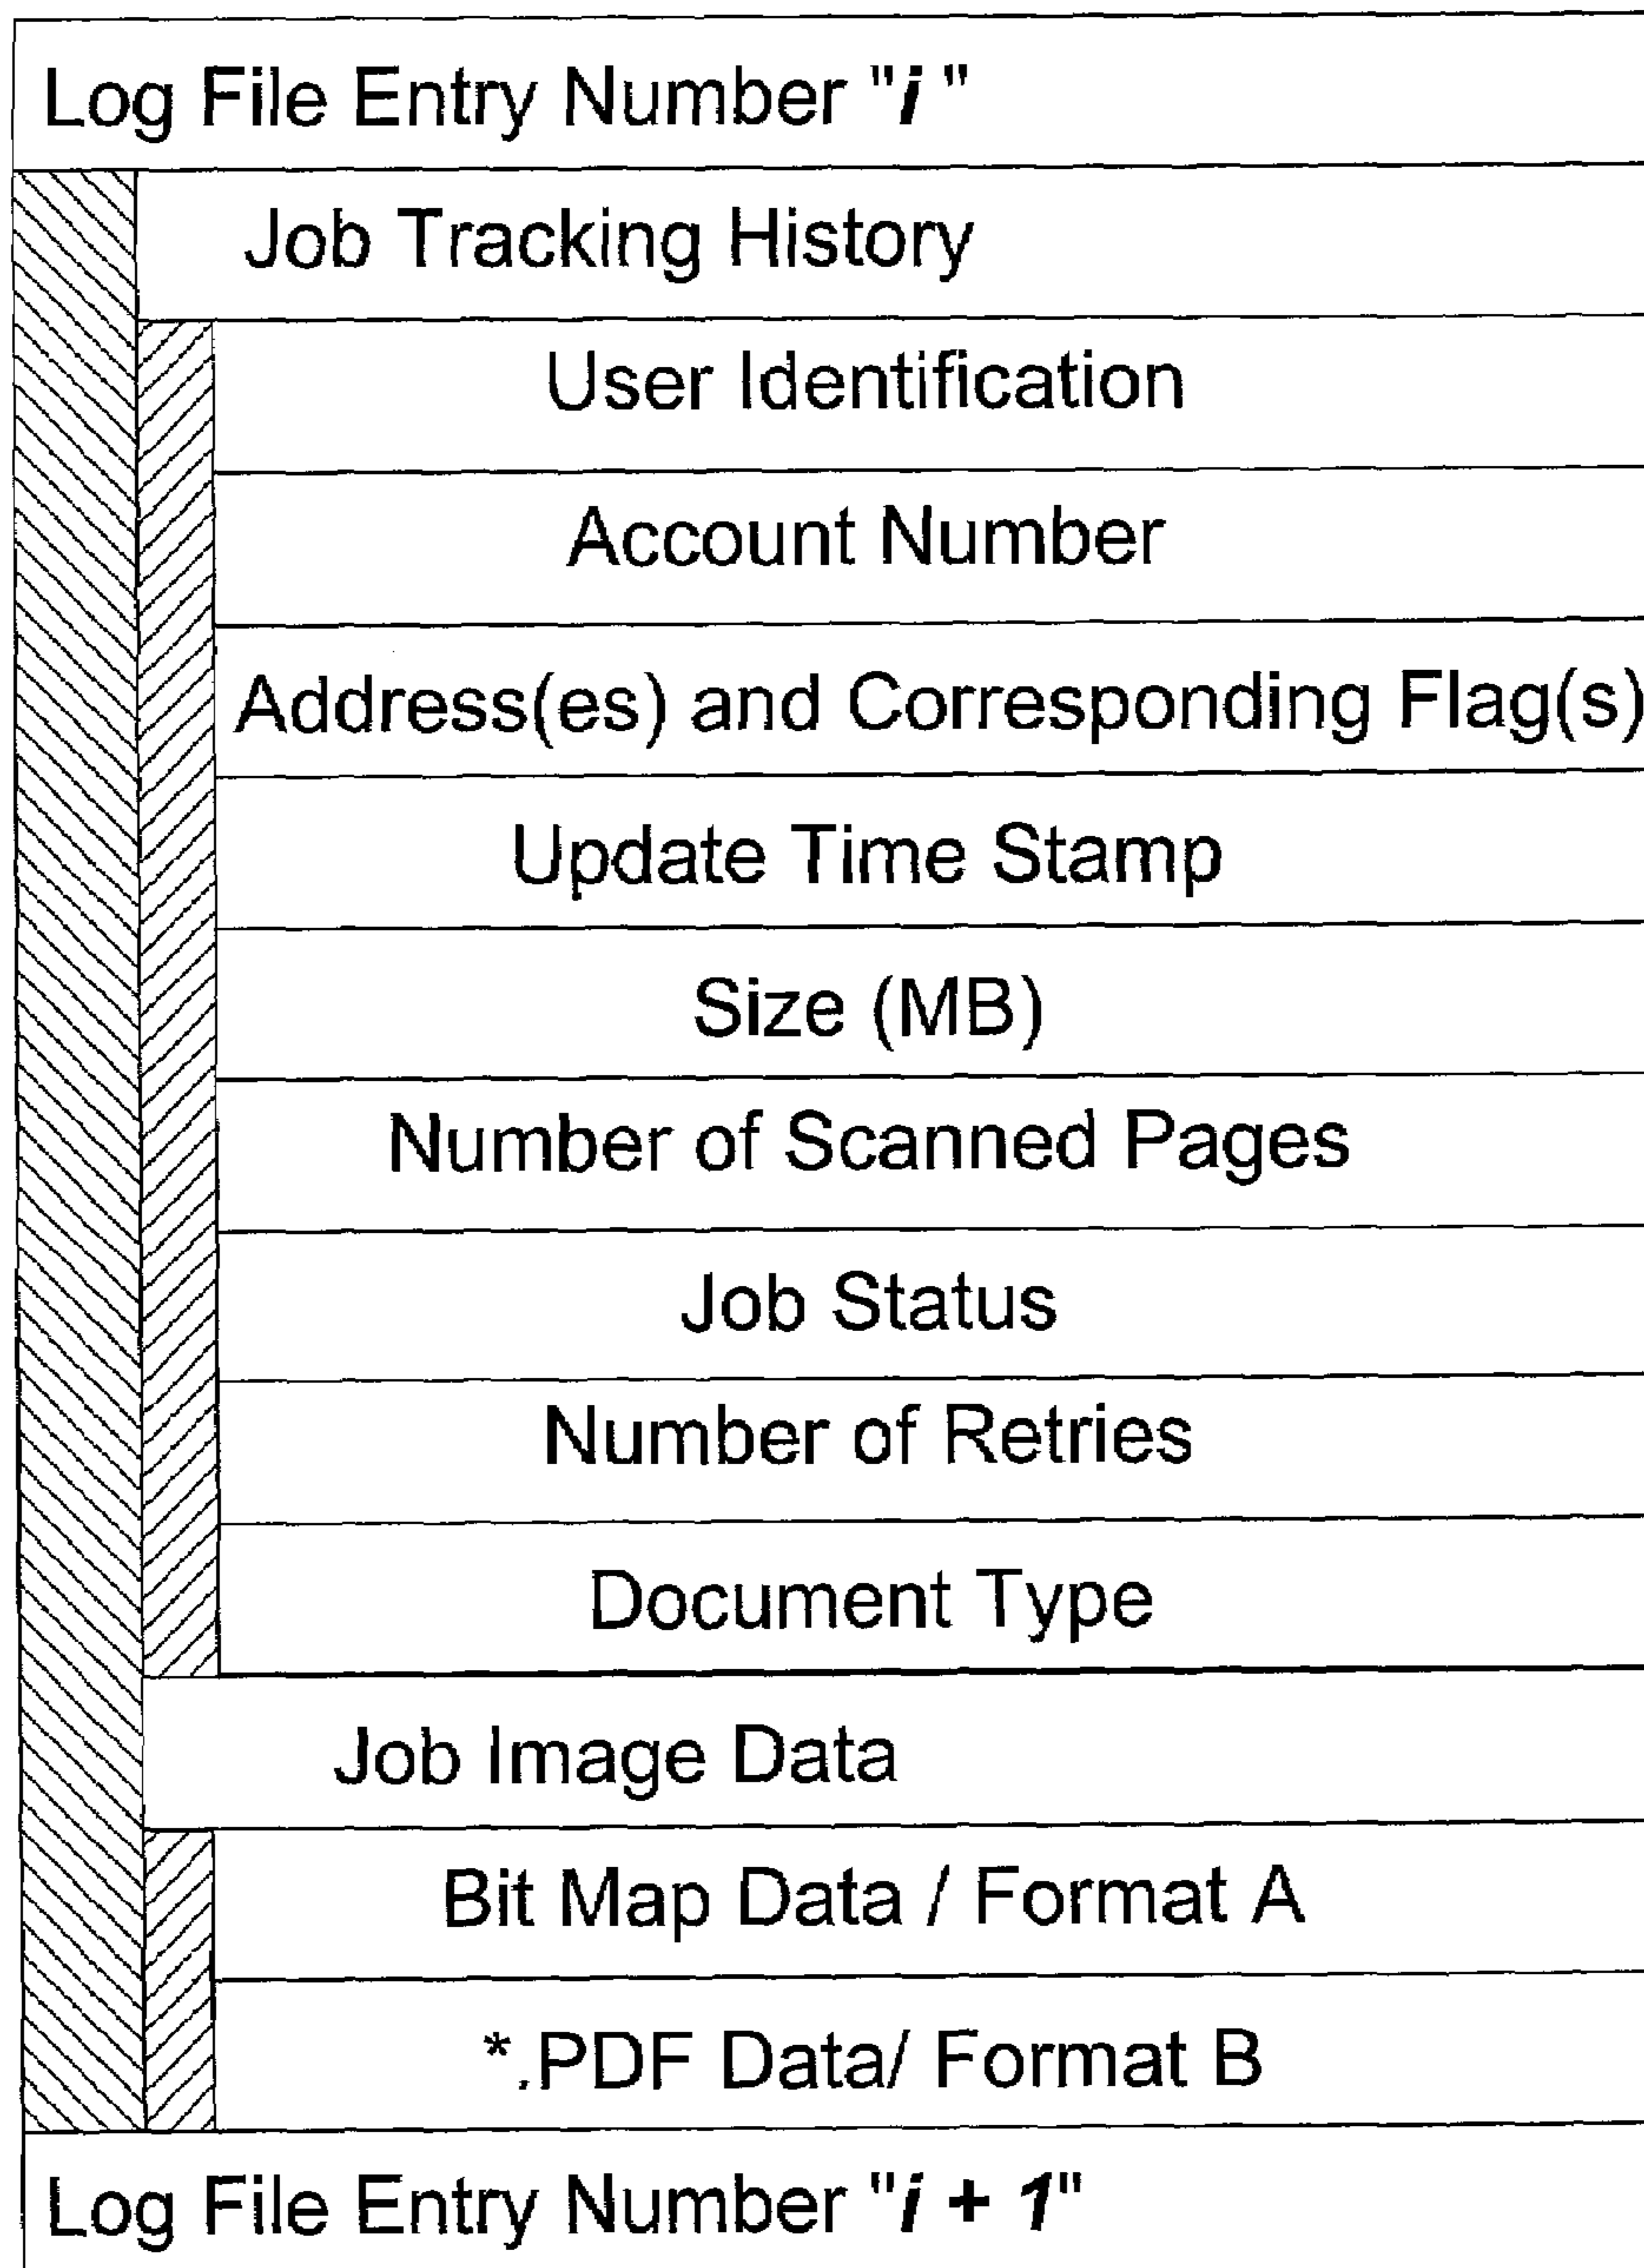 Log File Entry Number "i "
Job Tracking History
User Identification
Account Number
Address(es) and Corresponding Flag(s)
Update Time Stamp
Size (MB)
Number of Scanned Pages
Job Status
Number of Retries
Document Type
Job Image Data
Bit Map Data / Format A
*.PDF Data/ Format B
Log File Entry Number "i + 1"